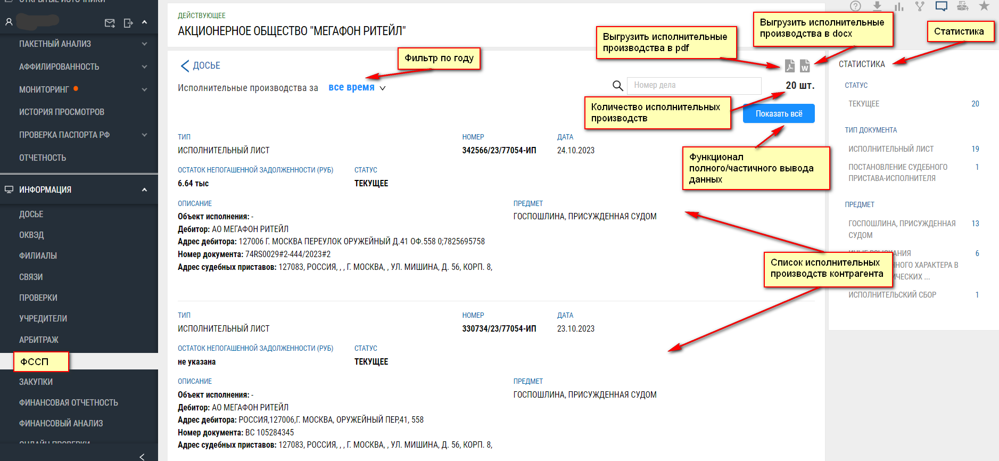 ОТКРЫТЫЕ ИСТОЧНИКИ
ПАКЕТНЫЙ АНАЛИЗ
АФФИЛИРОВАННОСТЬ
МОНИТОРИНГ
ИСТОРИЯ ПРОСМОТРОВ
ПРОВЕРКА ПАСПОРТА РФ
ОТЧЕТНОСТЬ
ИНФОРМАЦИЯ
ДОСЬЕ
ОКВЭД
ФИЛИАЛЫ
СВЯЗИ
ПРОВЕРКИ
УЧРЕДИТЕЛИ
АРБИТРАЖ
ФССП
ЗАКУПКИ
ФИНАНСОВАЯ ОТЧЕТНОСТЬ
ФИНАНСОВЫЙ АНАЛИЗ
ОНЛАЙН ПРОВЕРКИ
ДЕЙСТВУЮЩЕЕ
АКЦИОНЕРНОЕ ОБЩЕСТВО "МЕГАФОН РИТЕЙЛ"
Выгрузить исполнительные
производства в pdf
Выгрузить исполнительные
производства в docx
Статистика
Фильтр по году
ДОСЬЕ
Исполнительные производства за все время
Номер дела
20 шт.
Количество исполнительных
производств
Показать всё
Функционал
полного/частичного вывода
данных
ТИП НОМЕР ДАТА
ИСПОЛНИТЕЛЬНЫЙ ЛИСТ 342566/23/77054-ИП 24.10.2023
ОСТАТОК НЕПОГАШЕННОЙ ЗАДОЛЖЕННОСТИ (РУБ) СТАТУС
6.64 тыс ТЕКУЩЕЕ
ОПИСАНИЕ ПРЕДМЕТ
Объект исполнения: - ГОСПОШЛИНА, ПРИСУЖДЕННАЯ СУДОМ
Дебитор: АО МЕГАФОН РИТЕЙЛ
Адрес дебитора: 127006 Г. МОСКВА ПЕРЕУЛОК ОРУЖЕЙНЫЙ Д.41 ОФ.558 0;7825695758
Номер документа: 74RS0029#2-444/2023#2
Адрес судебных приставов: 127083, РОССИЯ, , , Г. МОСКВА, , УЛ. МИШИНА, Д. 56, КОРП. 8,
Список исполнительных
производств контрагента
ТИП НОМЕР ДАТА
ИСПОЛНИТЕЛЬНЫЙ ЛИСТ 330734/23/77054-ИП 23.10.2023
ОСТАТОК НЕПОГАШЕННОЙ ЗАДОЛЖЕННОСТИ (РУБ) СТАТУС
не указана ТЕКУЩЕЕ
ОПИСАНИЕ ПРЕДМЕТ
Объект исполнения: - ГОСПОШЛИНА, ПРИСУЖДЕННАЯ СУДОМ
Дебитор: АО МЕГАФОН РИТЕЙЛ
Адрес дебитора: РОССИЯ,127006,Г. МОСКВА, ОРУЖЕЙНЫЙ ПЕР,41, 558
Номер документа: ВС 105284345
Адрес судебных приставов: 127083, РОССИЯ, , , Г. МОСКВА, , УЛ. МИШИНА, Д. 56, КОРП. 8,
СТАТИСТИКА
СТАТУС
ТЕКУЩЕЕ 20
ТИП ДОКУМЕНТА
ИСПОЛНИТЕЛЬНЫЙ ЛИСТ 19
ПОСТАНОВЛЕНИЕ СУДЕБНОГО 1
ПРИСТАВА-ИСПОЛНИТЕЛЯ
ПРЕДМЕТ
ГОСПОШЛИНА, ПРИСУЖДЕННАЯ 13
СУДОМ
ИНЫЕ ВЗЫСКАНИЯ 6
ННОГО ХАРАКТЕРА В
ИЧЕСКИХ ...
ИСПОЛНИТЕЛЬСКИЙ СБОР 1